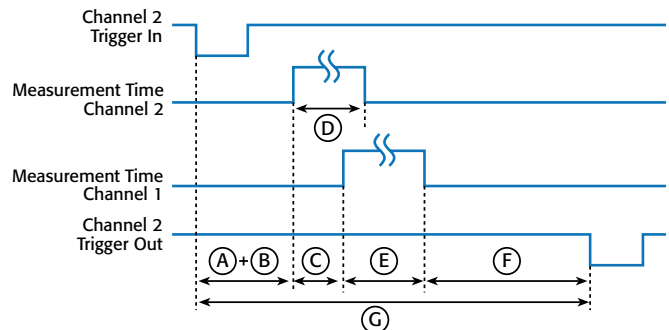 Channel 2
Trigger In
Measurement Time
Channel 2
D
Measurement Time
Channel 1
Channel 2
Trigger Out
A + B C E F
G